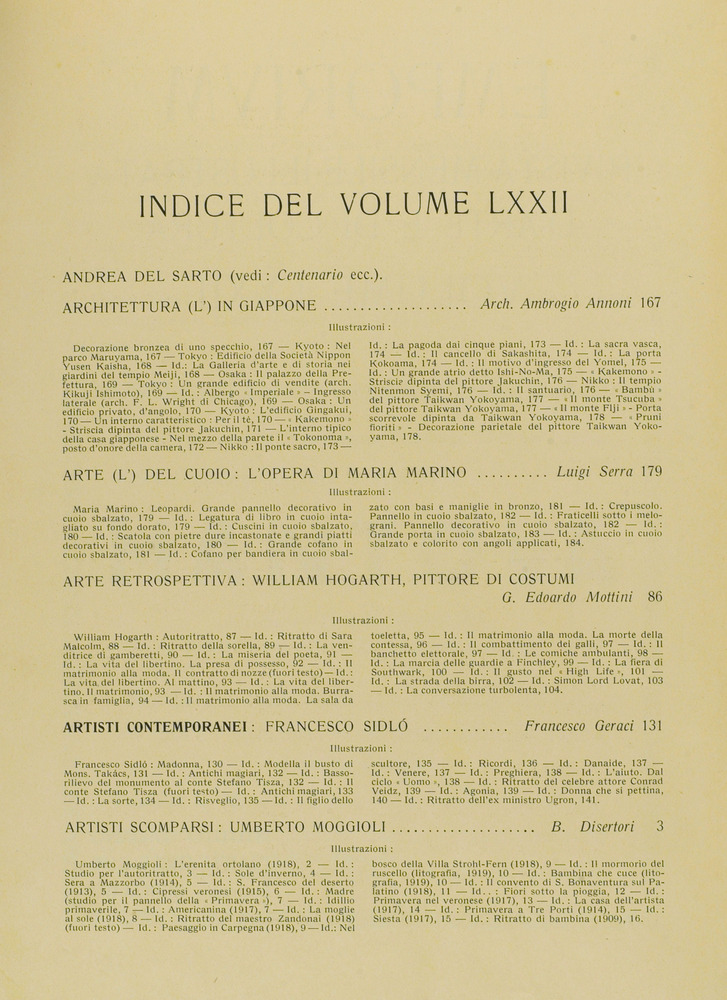 INDICE DEL VOLUME LXXII
ANDREA DEL SARTO (vedi : Centenario ecc.).
ARCHITETTURA (L') IN GIAPPONE .................... Arch. Ambrogio Annoni 167
Illustrazioni :
Decorazione bronzea di uno specchio, 167 — Kyoto : Nel
parco Maruyama, 167 — Tokyo : Edificio della Società Nippon
Yusen Kaisha, 168 — Id.: La Galleria d'arte e di storia nei
giardini del tempio Meiji, 168 — Osaka : Il palazzo della Pre-
fettura, 169 — Tokyo : Un grande edificio di vendite (arch.
Kikuji Ishimoto), 169 — Id. : Albergo « Imperiale » - Ingresso
laterale (arch. F. L. Wright di Chicago), 169 — Osaka : Un
edificio privato, d'angolo, 170 — Kyoto : L'edificio Gingakui,
170 — Un interno caratteristico : Per il tè, 170 — « Kakemono »
- Striscia dipinta del pittore Jakuchin, 171 — L'interno tipico
della casa giapponese - Nel mezzo della parete il « Tokonoma »,
posto d'onore della camera, 172 — Nikko : Il ponte sacro, 173 —
Id. : La pagoda dai cinque piani, 173 — Id. : La sacra vasca,
174 — Id. : Il cancello di Sakashita, 174 — Id. : La porta
Kokoama, 174 — Id. : Il motivo d'ingresso del Yomel, 175 —
Id. : Un grande atrio detto Ishi-No-Ma, 175 — « Kakemono » -
Striscia dipinta del pittore Jakuchin, 176 — Nikko : Il tempio
Nitenmon Syemi, 176 — Id. : Il santuario, 176 — « Bambù »
del pittore Taikwan Yokoyama, 177 — « Il monte Tsucuba »
del pittore Taikwan Yokoyama, 177 — « Il monte Flji » - Porta
scorrevole dipinta da Taikwan Yokoyama, 178 — « Pruni
fioriti » - Decorazione parietale del pittore Taikwan Yoko-
yama, 178.
ARTE (L') DEL CUOIO : L'OPERA DI MARIA MARINO .......... Luigi Serra 179
Illustrazioni :
Maria Marino : Leopardi. Grande pannello decorativo in
cuoio sbalzato, 179 — Id. : Legatura di libro in cuoio inta-
gliato su fondo dorato, 179 — Id. : Cuscini in cuoio sbalzato,
180 — Id. : Scatola con pietre dure incastonate e grandi piatti
decorativi in cuoio sbalzato, 180 — Id. : Grande cofano in
cuoio sbalzato, 181 — Id. : Cofano per bandiera in cuoio sbal-
zato con basi e maniglie in bronzo, 181 — Id. : Crepuscolo.
Pannello in cuoio sbalzato, 182 — Id. : Fraticelli sotto i melo-
grani. Pannello decorativo in cuoio sbalzato, 182 — Id. :
Grande porta in cuoio sbalzato, 183 — Id. : Astuccio in cuoio
sbalzato e colorito con angoli applicati, 184.
ARTE RETROSPETTIVA : WILLIAM HOGARTH, PITTORE DI COSTUMI
G. Edoardo Mottini 86
Illustrazioni :
William Hogarth : Autoritratto, 87 — Id. : Ritratto di Sara
Malcolm, 88 — Id. : Ritratto della sorella, 89 — Id. : La ven-
ditrice di gamberetti, 90 — Id. : La miseria del poeta, 91 —
Id. : La vita del libertino. La presa di possesso, 92 — Id. : Il
matrimonio alla moda. Il contratto di nozze (fuori testo) — Id. :
La vita del libertino. Al mattino, 93 — Id. : La vita del liber-
tino. Il matrimonio, 93 — Id. : Il matrimonio alla moda. Burra-
sca in famiglia, 94 — Id. : Il matrimonio alla moda. La sala da
toeletta, 95 — Id. : Il matrimonio alla moda. La morte della
contessa, 96 — Id. : Il combattimento dei galli, 97 — Id. : Il
banchetto elettorale, 97 — Id. : Le comiche ambulanti, 98 —
Id. : La marcia delle guardie a Finchley, 99 — Id. : La fiera di
Southwark, 100 — Id. : Il gusto nel « High Life », 101 —
Id. : La strada della birra, 102 — Id. : Simon Lord Lovat, 103
— Id. : La conversazione turbolenta, 104.
ARTISTI CONTEMPORANEI : FRANCESCO SIDLÓ ............ Francesco Geraci 131
Illustrazioni :
Francesco Sidló : Madonna, 130 — Id. : Modella il busto di
Mons. Takács, 131 — Id. : Antichi magiari, 132 — Id. : Basso-
rilievo del monumento al conte Stefano Tisza, 132 — Id. : Il
conte Stefano Tisza (fuori testo) — Id. : Antichi magiari, 133
— Id. : La sorte, 134 — Id. : Risveglio, 135 — Id. : Il figlio dello
scultore, 135 — Id. : Ricordi, 136 — Id. : Danaide, 137 —
Id. : Venere, 137 — Id. : Preghiera, 138 — Id. : L'aiuto. Dal
ciclo « Uomo », 138 — Id. : Ritratto del celebre attore Conrad
Veidz, 139 — Id. : Agonia, 139 — Id. : Donna che si pettina,
140 — Id. : Ritratto dell'ex ministro Ugron, 141.
ARTISTI SCOMPARSI : UMBERTO MOGGIOLI .................... B. Disertori 3
Illustrazioni :
Umberto Moggioli : L'erenita ortolano (1918), 2 — Id. :
Studio per l'autoritratto, 3 — Id. : Sole d'inverno, 4 — Id. :
Sera a Mazzorbo (1914), 5 — Id. : S. Francesco del deserto
(1913), 5 — Id. : Cipressi veronesi (1915), 6 — Id. : Madre
(studio per il pannello della « Primavera »), 7 — Id. : Idillio
primaverile, 7 — Id. : Americanina (1917), 7 — Id. : La moglie
al sole (1918), 8 — Id. : Ritratto del maestro Zandonai (1918)
(fuori testo) — Id. : Paesaggio in Carpegna (1918), 9 — Id.: Nel
bosco della Villa Strohl-Fern (1918), 9 — Id. : Il mormorio del
ruscello (litografia, 1919), 10 — Id. : Bambina che cuce (lito-
grafia, 1919), 10 — Id. : Il convento di S. Bonaventura sul Pa-
latino (1918), 11 — Id. . : Fiori sotto la pioggia, 12 — Id. :
Primavera nel veronese (1917), 13 — Id. : La casa dell'artista
(1917), 14 — Id. : Primavera a Tre Porti (1914), 15 — Id. :
Siesta (1917), 15 — Id. : Ritratto di bambina (1909), 16.